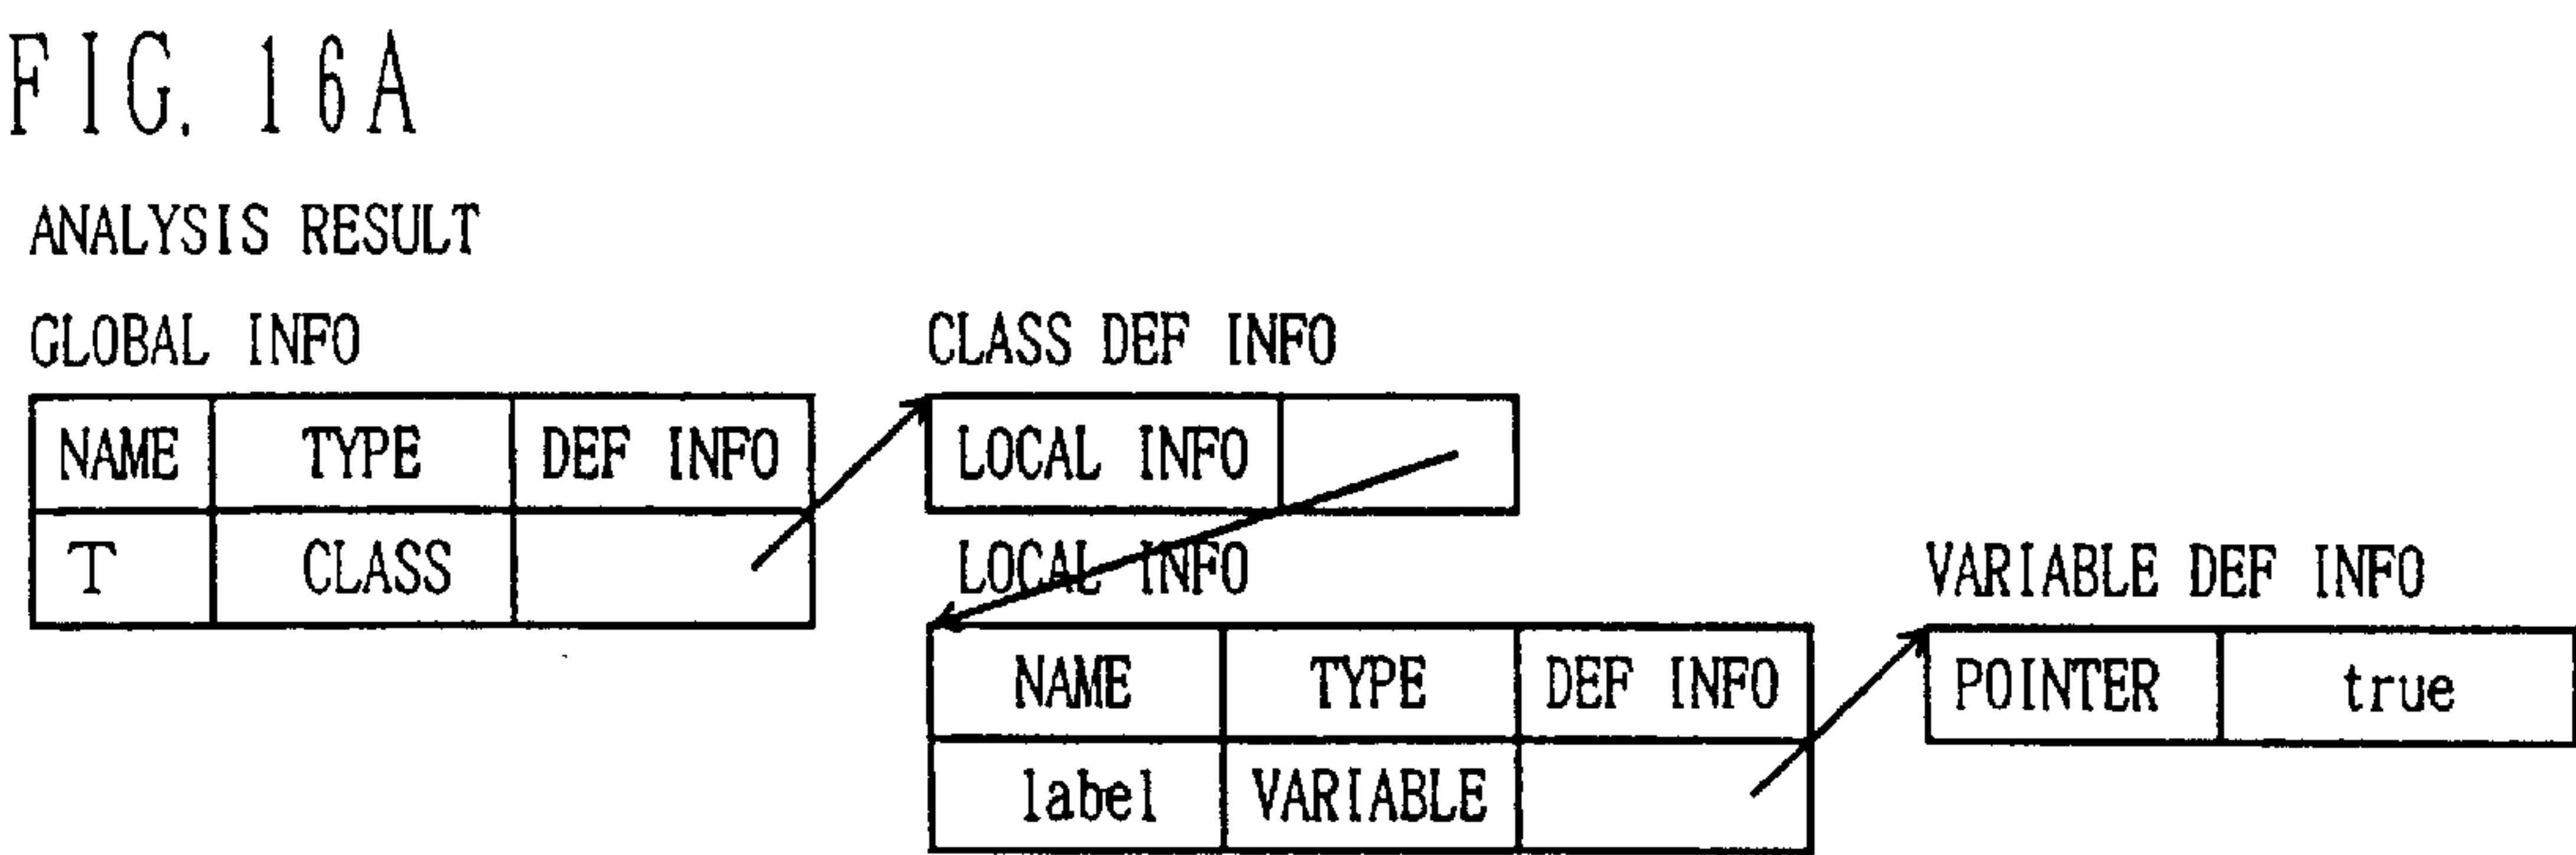 FIG. 16A
ANALYSIS RESULT
GLOBAL INFO
NAME TYPE DEF INFO
T CLASS
CLASS DEF INFO
LOCAL INFO
LOCAL INFO
NAME TYPE DEF INFO
label VARIABLE
VARIABLE DEF INFO
POINTER true